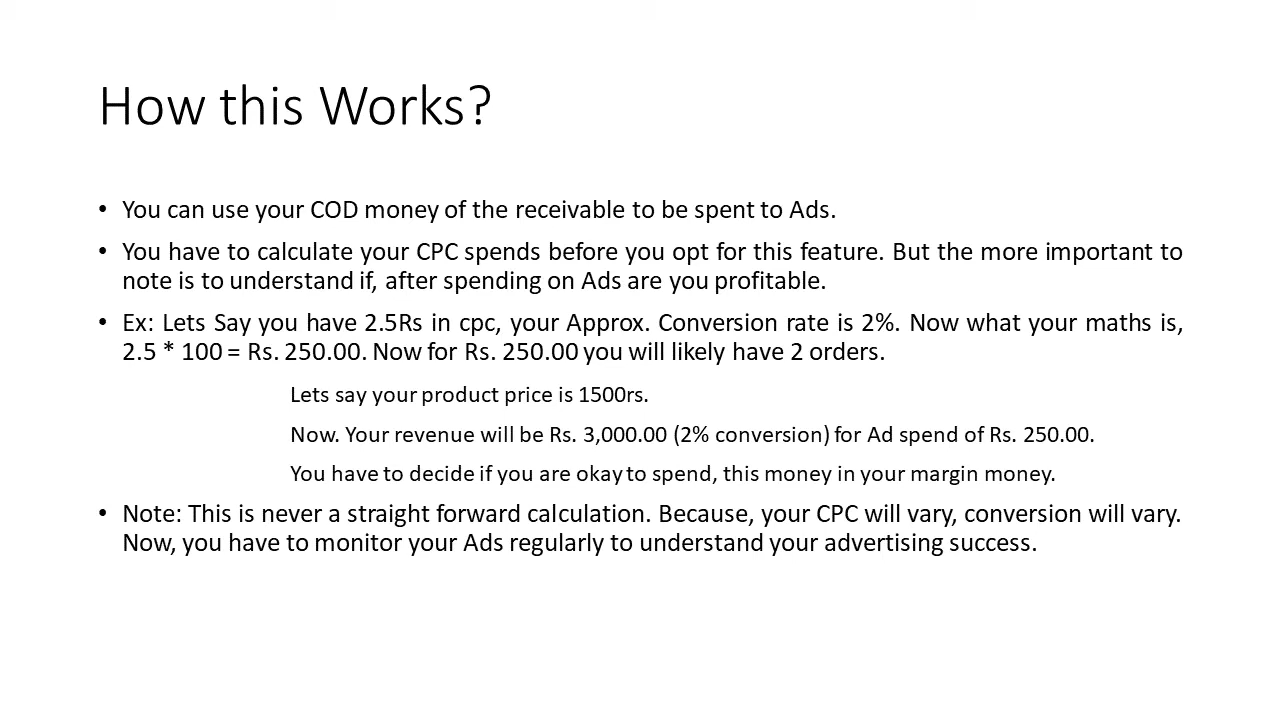 How this Works?
• You can use your COD money of the receivable to be spent to Ads.
• You have to calculate your CPC spends before you opt for this feature. But the more important to
note is to understand if, after spending on Ads are you profitable.
• Ex: Lets Say you have 2.5Rs in cpc, your Approx. Conversion rate is 2%. Now what your maths is,
2.5 * 100 = Rs. 250.00. Now for Rs. 250.00 you will likely have 2 orders.
Lets say your product price is 1500rs.
Now. Your revenue will be Rs. 3,000.00 (2% conversion) for Ad spend of Rs. 250.00.
You have to decide if you are okay to spend, this money in your margin money.
• Note: This is never a straight forward calculation. Because, your CPC will vary, conversion will vary.
Now, you have to monitor your Ads regularly to understand your advertising success.